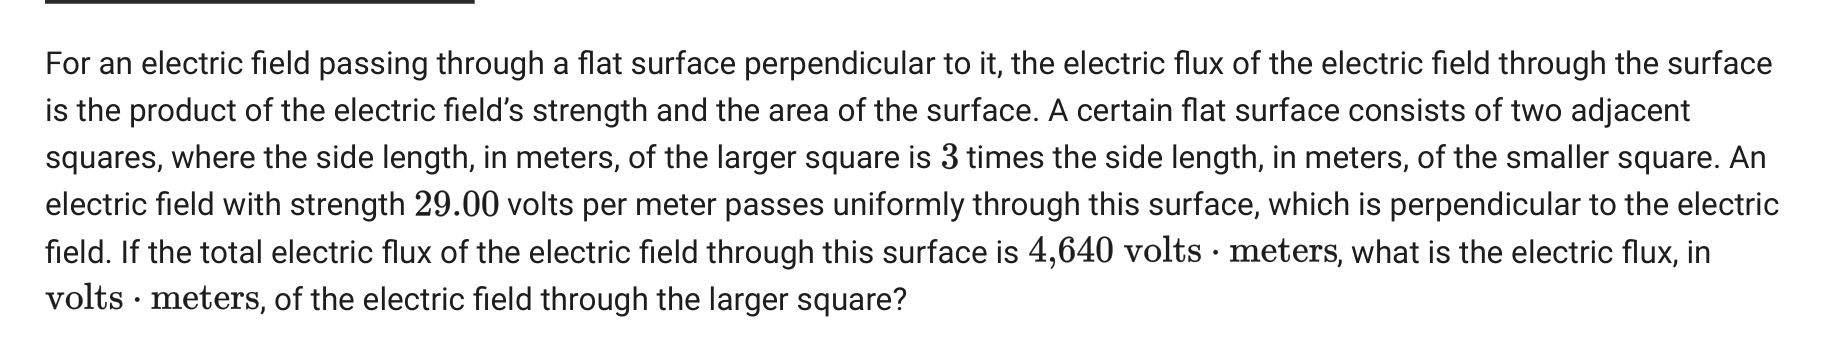 For an electric field passing through a flat surface perpendicular to it, the electric flux of the electric field through the surface
is the product of the electric field’s strength and the area of the surface. A certain flat surface consists of two adjacent
squares, where the side length, in meters, of the larger square is 3 times the side length, in meters, of the smaller square. An
electric field with strength 29.00 volts per meter passes uniformly through this surface, which is perpendicular to the electric
field. If the total electric flux of the electric field through this surface is 4,640 volts · meters, what is the electric flux, in
volts · meters, of the electric field through the larger square?